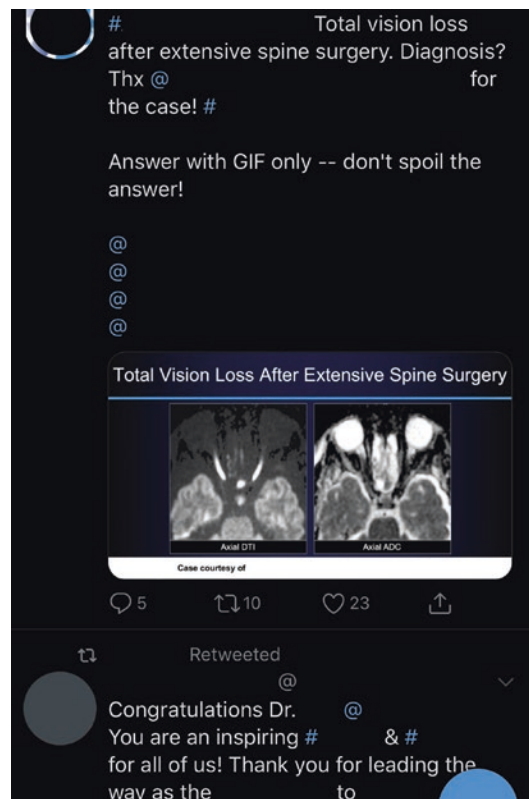 #. Total vision loss
after extensive spine surgery. Diagnosis?
Thx @ for
the case! #
Answer with GIF only -- don't spoil the
answer!
@
@
@
@
Total Vision Loss After Extensive Spine Surgery
Axial DTI
Axial ADC
Case courtesy of
5
10
23
Retweeted
@
Congratulations Dr. @
You are an inspiring # & #
for all of us! Thank you for leading the
way as the to